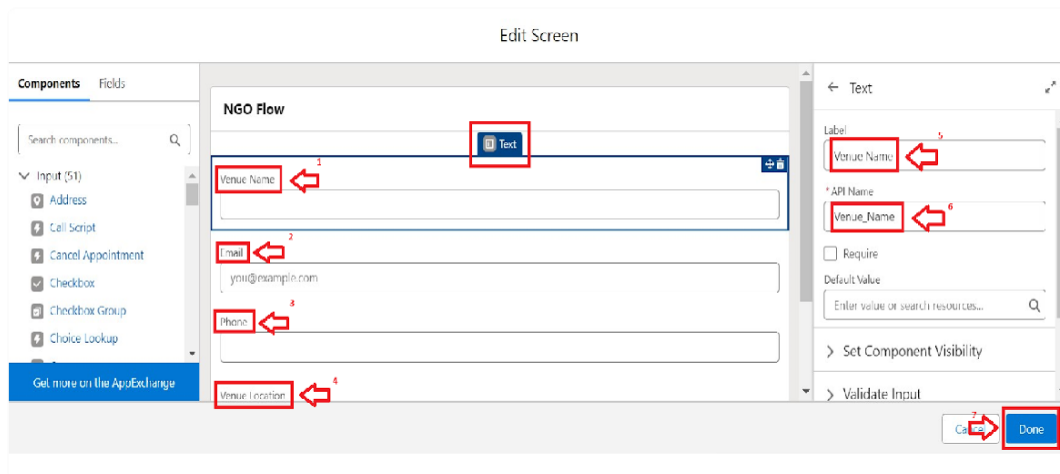 Edit Screen
Components Fields
Search components...
Input (51)
Address
Call Script
Cancel Appointment
Checkbox
Checkbox Group
Choice Lookup
Get more on the AppExchange
NGO Flow
Text
Venue Name 1
Email 2
you@example.com
Phone 3
Venue Location 4
Text
Label
Venue Name 5
*API Name
Venue_Name 6
Require
Default Value
Enter value or search resources...
Set Component Visibility
Validate Input
Cancel 7 Done